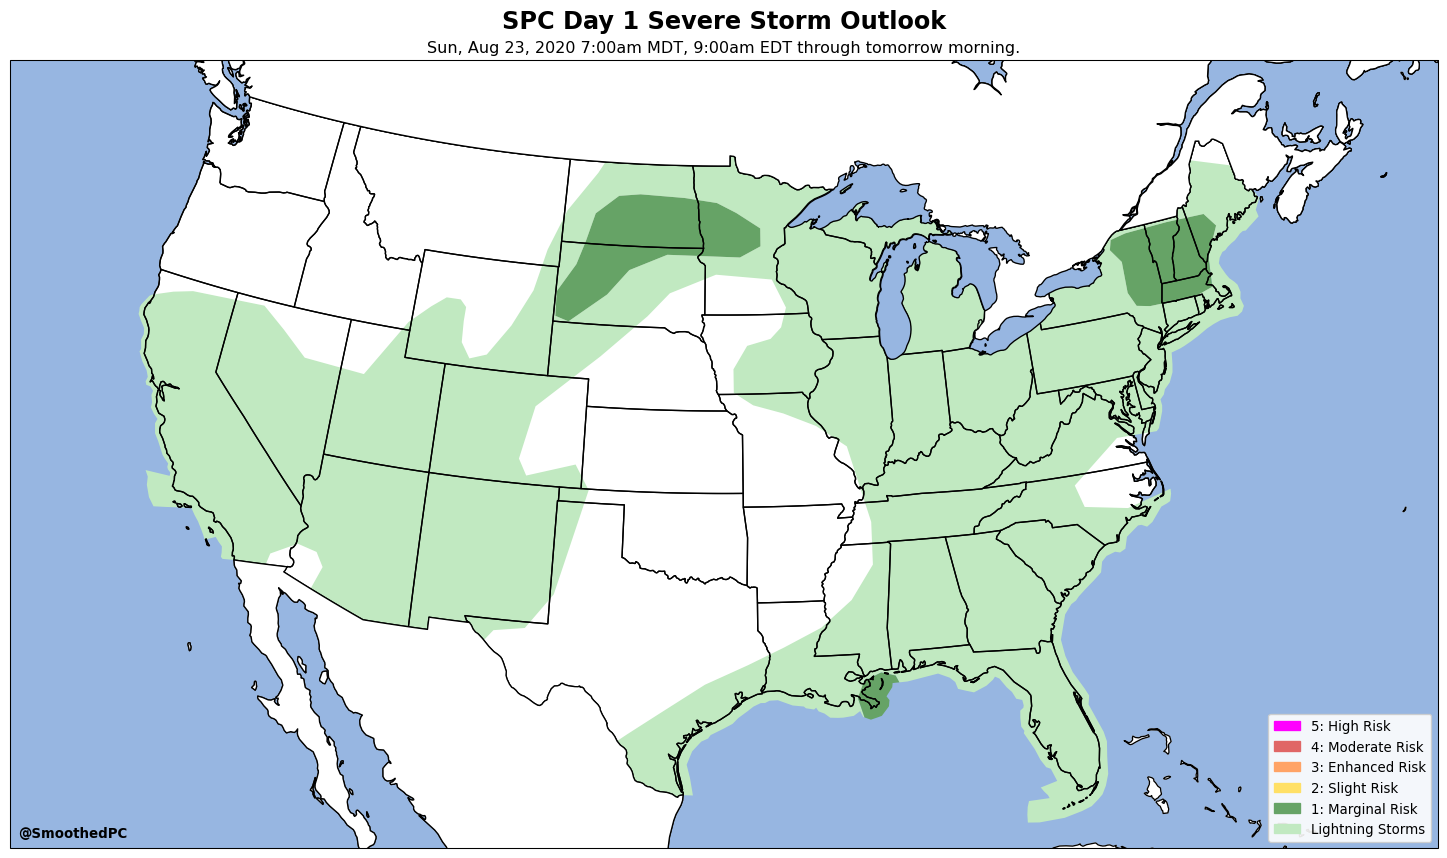 SPC Day 1 Severe Storm Outlook
Sun, Aug 23, 2020 7:00am MDT, 9:00am EDT through tomorrow morning.
5: High Risk
4: Moderate Risk
3: Enhanced Risk
2: Slight Risk
1: Marginal Risk
Lightning Storms
@SmoothedPC